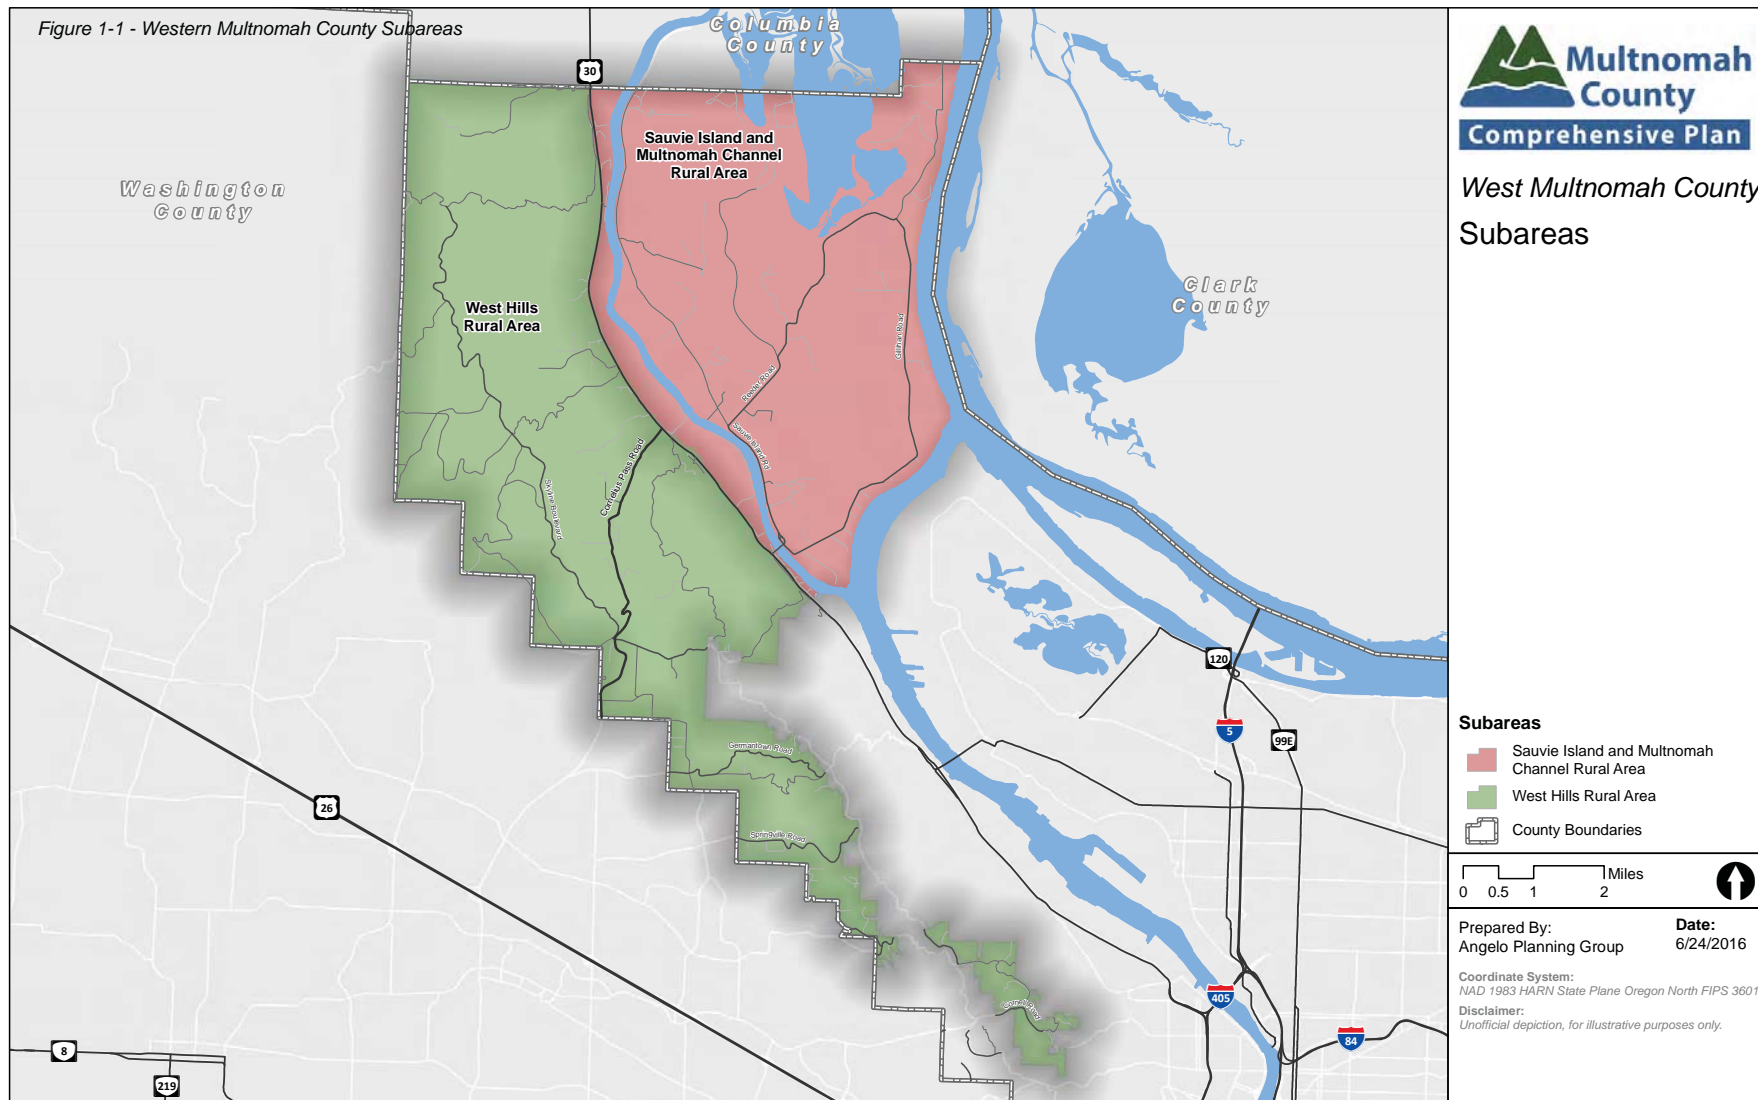 Figure 1-1 - Western Multnomah County Subareas
Columbia
County
30
Sauvie Island and
Multnomah Channel
Rural Area
Washington
County
Clark
County
West Hills
Rural Area
Gillihan Road
Reeder Road
Sauvie Island Rd
Cornelius Pass Road
Skyline Boulevard
120
5
99E
Germantown Road
26
Springville Road
405
Cornell Road
84
8
219
Multnomah
County
Comprehensive Plan
West Multnomah County
Subareas
Subareas
Sauvie Island and Multnomah
Channel Rural Area
West Hills Rural Area
County Boundaries
Miles
0 0.5 1 2
Prepared By:
Angelo Planning Group
Date:
6/24/2016
Coordinate System:
NAD 1983 HARN State Plane Oregon North FIPS 3601
Disclaimer:
Unofficial depiction, for illustrative purposes only.